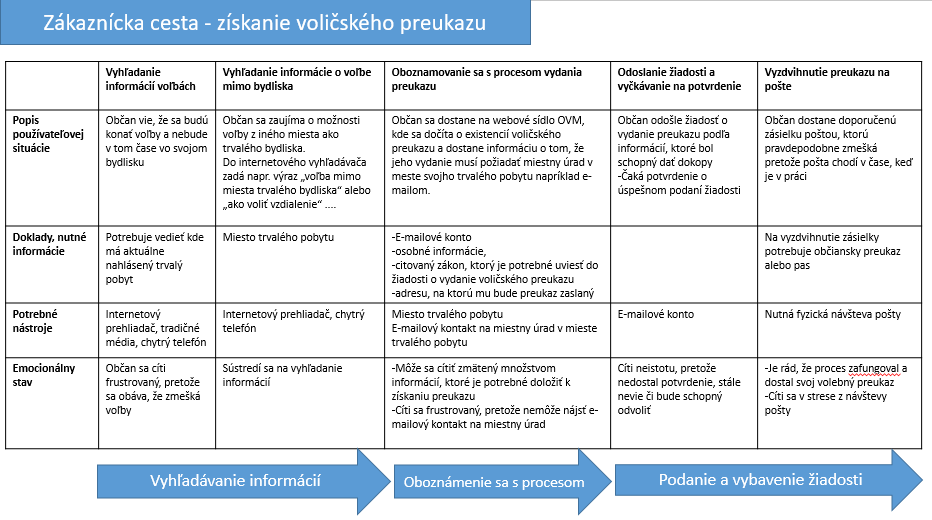 Zákaznícka cesta - získanie voličského preukazu
Vyhľadanie
informácií voľbách
Vyhľadanie informácie o voľbe
mimo bydliska
Oboznamovanie sa s procesom vydania
preukazu
Odoslanie žiadosti a
vyčkávanie na potvrdenie
Vyzdvihnutie preukazu na
pošte
Popis
používateľovej
situácie
Občan vie, že sa budú
konať voľby a nebude
v tom čase vo svojom
bydlisku
Občan sa zaujíma o možnosti
voľby z iného miesta ako
trvalého bydliska.
Do internetového vyhľadávača
zadá napr. výraz „voľba mimo
miesta trvalého bydliska“ alebo
„ako voliť vzdialenie“ ....
Občan sa dostane na webové sídlo OVM,
kde sa dočíta o existencií voličského
preukazu a dostane informáciu o tom, že
jeho vydanie musí požiadať miestny úrad v
meste svojho trvalého pobytu napríklad e-
mailom.
Občan odošle žiadosť o
vydanie preukazu podľa
informácií, ktoré bol
schopný dať dokopy
-Čaká potvrdenie o
úspešnom podaní žiadosti
Občan dostane doporučenú
zásielku poštou, ktorú
pravdepodobne zmešká
pretože pošta chodí v čase, keď
je v práci
Doklady, nutné
informácie
Potrebuje vedieť kde
má aktuálne
nahlásený trvalý
pobyt
Miesto trvalého pobytu
-E-mailové konto
-osobné informácie,
-citovaný zákon, ktorý je potrebné uviesť do
žiadosti o vydanie voličského preukazu
-adresu, na ktorú mu bude preukaz zaslaný
Na vyzdvihnutie zásielky
potrebuje občiansky preukaz
alebo pas
Potrebné
nástroje
Internetový
prehliadač, tradičné
média, chytrý telefón
Internetový prehliadač, chytrý
telefón
Miesto trvalého pobytu
E-mailový kontakt na miestny úrad v mieste
trvalého pobytu
E-mailové konto
Nutná fyzická návšteva pošty
Emocionálny
stav
Občan sa cíti
frustrovaný, pretože
sa obáva, že zmešká
voľby
Sústredí sa na vyhľadanie
informácií
-Môže sa cítiť zmätený množstvom
informácií, ktoré je potrebné doložiť k
získaniu preukazu
-Cíti sa frustrovaný, pretože nemôže nájsť e-
mailový kontakt na miestny úrad
Cíti neistotu, pretože
nedostal potvrdenie, stále
nevie či bude schopný
odvoliť
-Je rád, že proces zafungoval a
dostal svoj volebný preukaz
-Cíti sa v strese z návštevy
pošty
Vyhľadávanie informácií
Oboznámenie sa s procesom
Podanie a vybavenie žiadosti